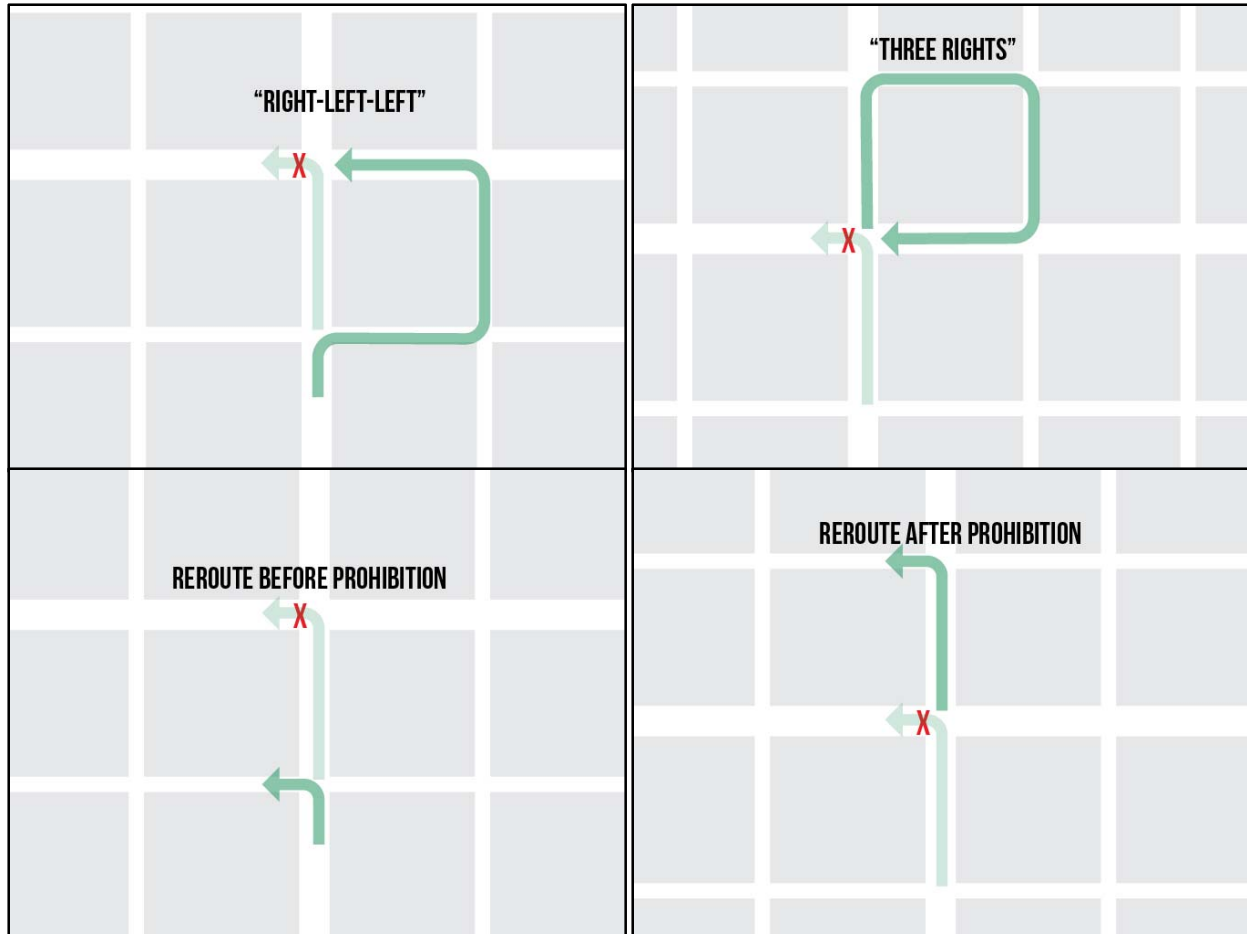 “RIGHT-LEFT-LEFT”
X
“THREE RIGHTS”
X
REROUTE BEFORE PROHIBITION
X
REROUTE AFTER PROHIBITION
X